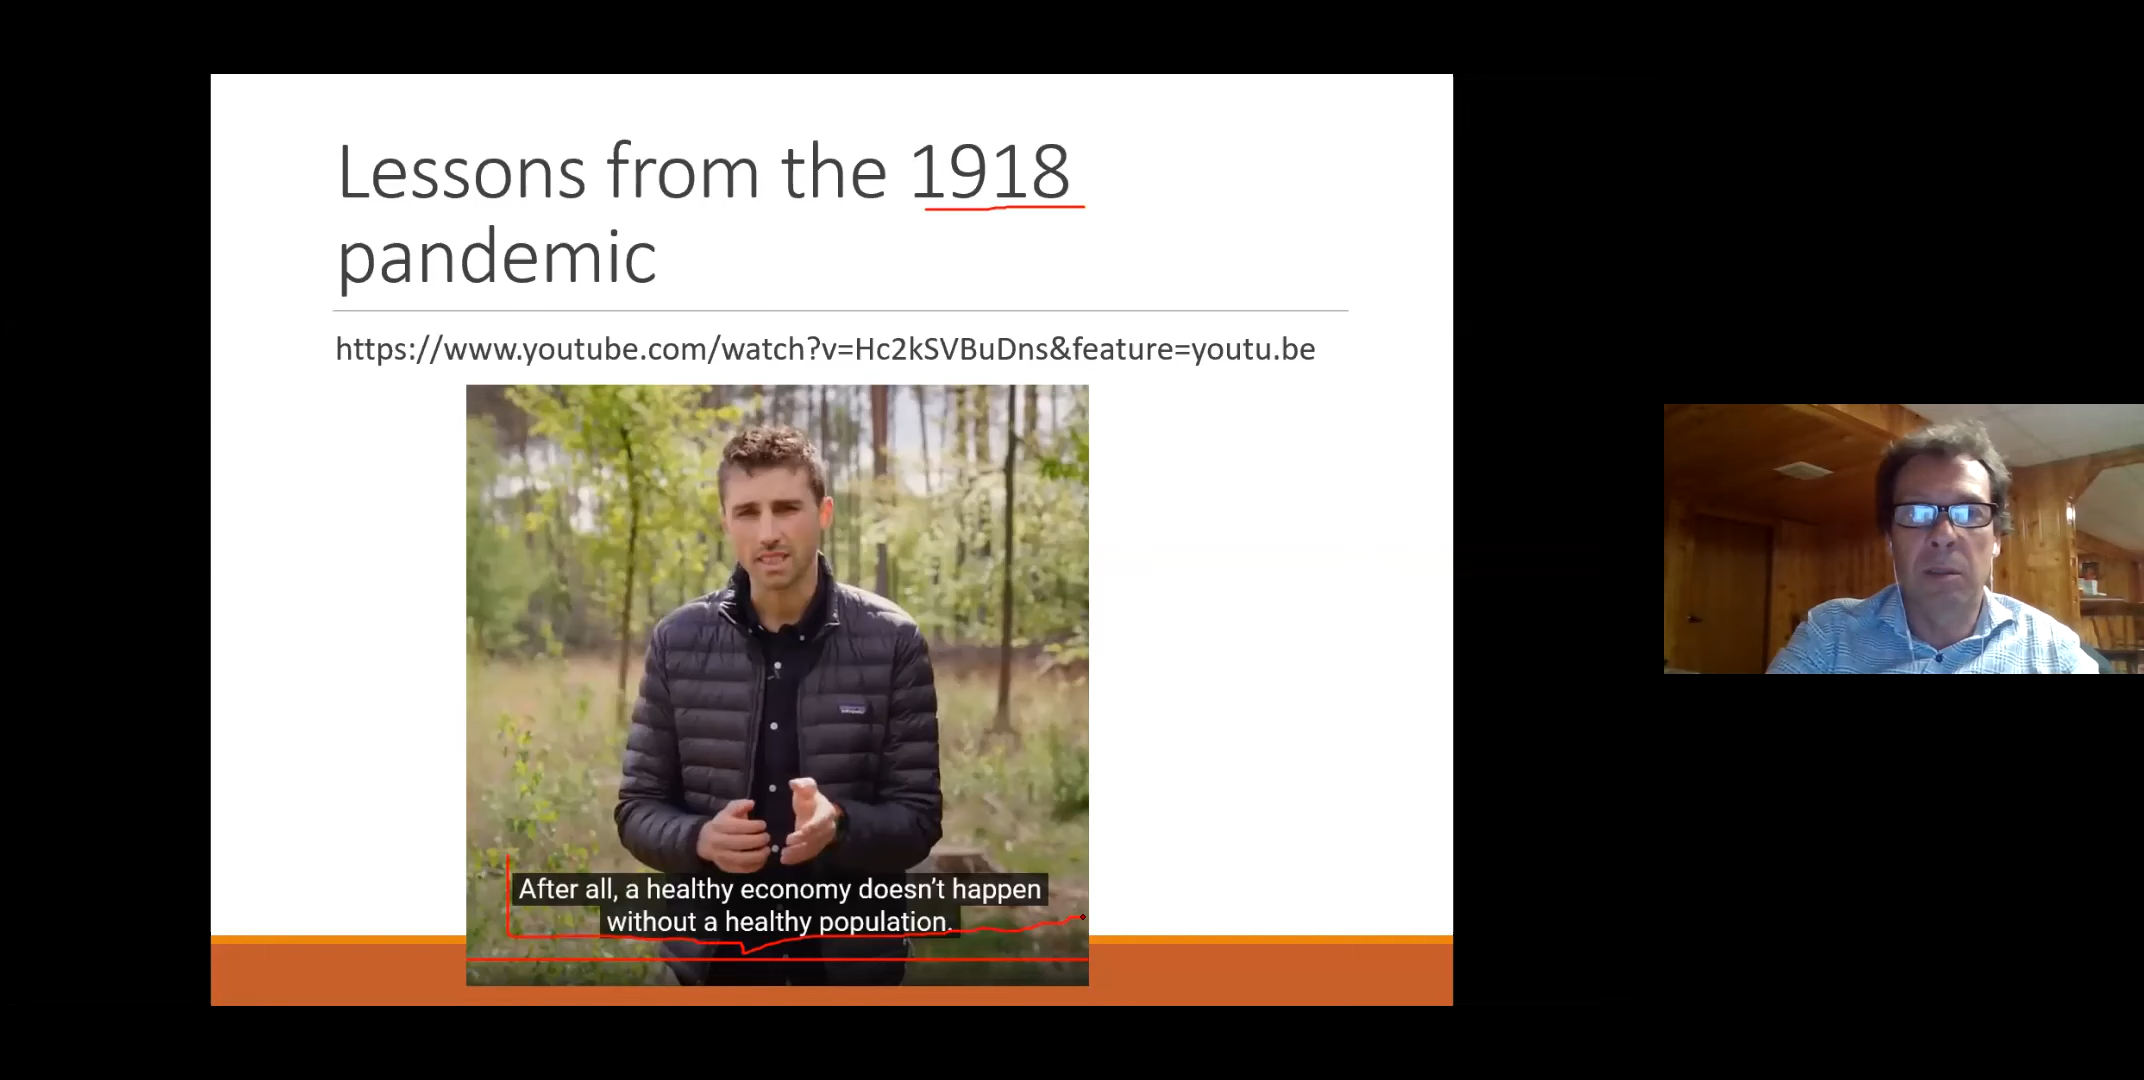 Lessons from the 1918
pandemic
https://www.youtube.com/watch?v=Hc2kSVBuDns&feature=youtu.be
After all, a healthy economy doesn't happen
without a healthy population.